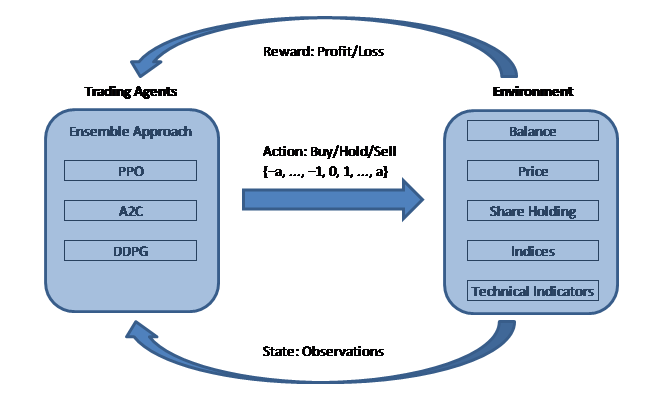 Reward: Profit/Loss
Trading Agents
Environment
Ensemble Approach
PPO
A2C
DDPG
Action: Buy/Hold/Sell
{−a, ..., −1, 0, 1, ..., a}
Balance
Price
Share Holding
Indices
Technical Indicators
State: Observations